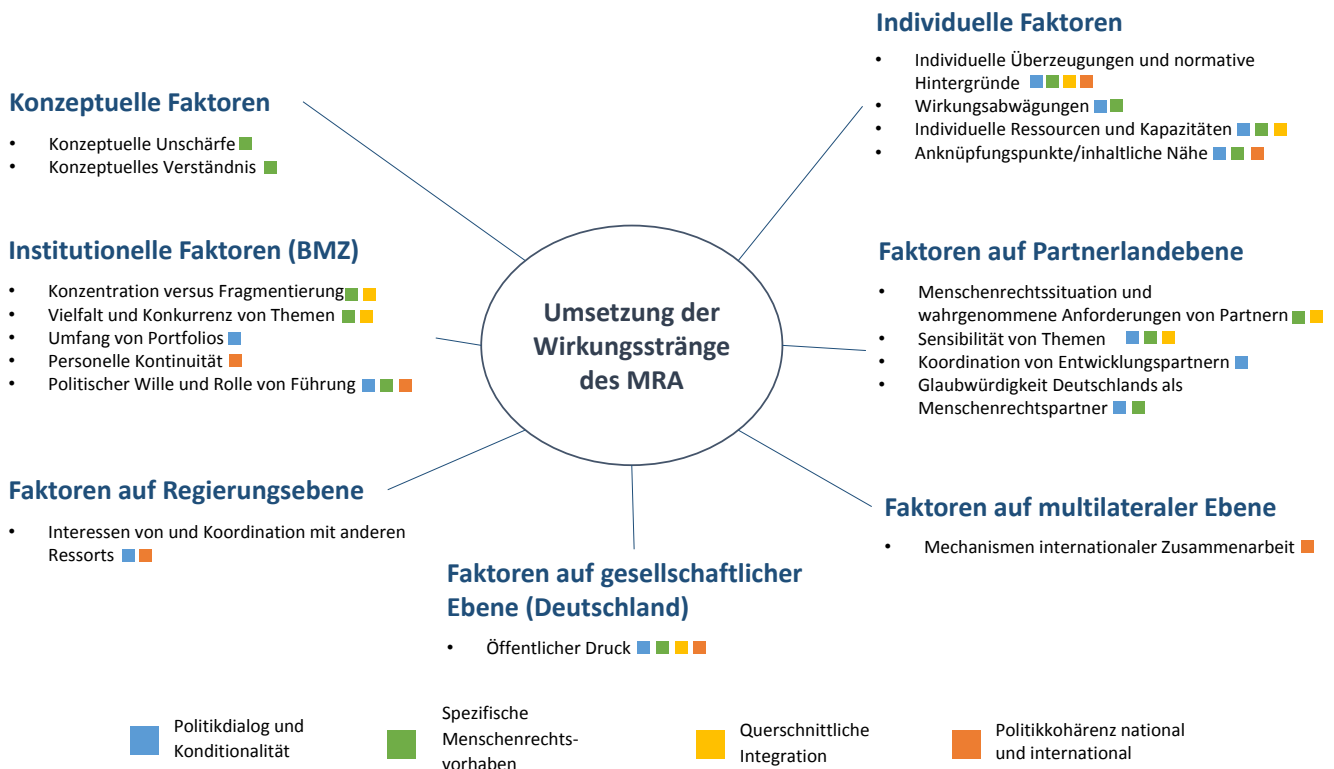 Konzeptuelle Faktoren
• Konzeptuelle Unschärfe
• Konzeptuelles Verständnis
Institutionelle Faktoren (BMZ)
• Konzentration versus Fragmentierung
• Vielfalt und Konkurrenz von Themen
• Umfang von Portfolios
• Personelle Kontinuität
• Politischer Wille und Rolle von Führung
Faktoren auf Regierungsebene
• Interessen von und Koordination mit anderen
Ressorts
Umsetzung der
Wirkungsstränge
des MRA
Individuelle Faktoren
• Individuelle Überzeugungen und normative
Hintergründe
• Wirkungsabwägungen
• Individuelle Ressourcen und Kapazitäten
• Anknüpfungspunkte/inhaltliche Nähe
Faktoren auf Partnerlandebene
• Menschenrechtssituation und
wahrgenommene Anforderungen von Partnern
• Sensibilität von Themen
• Koordination von Entwicklungspartnern
• Glaubwürdigkeit Deutschlands als
Menschenrechtspartner
Faktoren auf multilateraler Ebene
• Mechanismen internationaler Zusammenarbeit
Faktoren auf gesellschaftlicher
Ebene (Deutschland)
• Öffentlicher Druck
Politikdialog und
Konditionalität
Spezifische
Menschenrechts-
vorhaben
Querschnittliche
Integration
Politikkohärenz national
und international